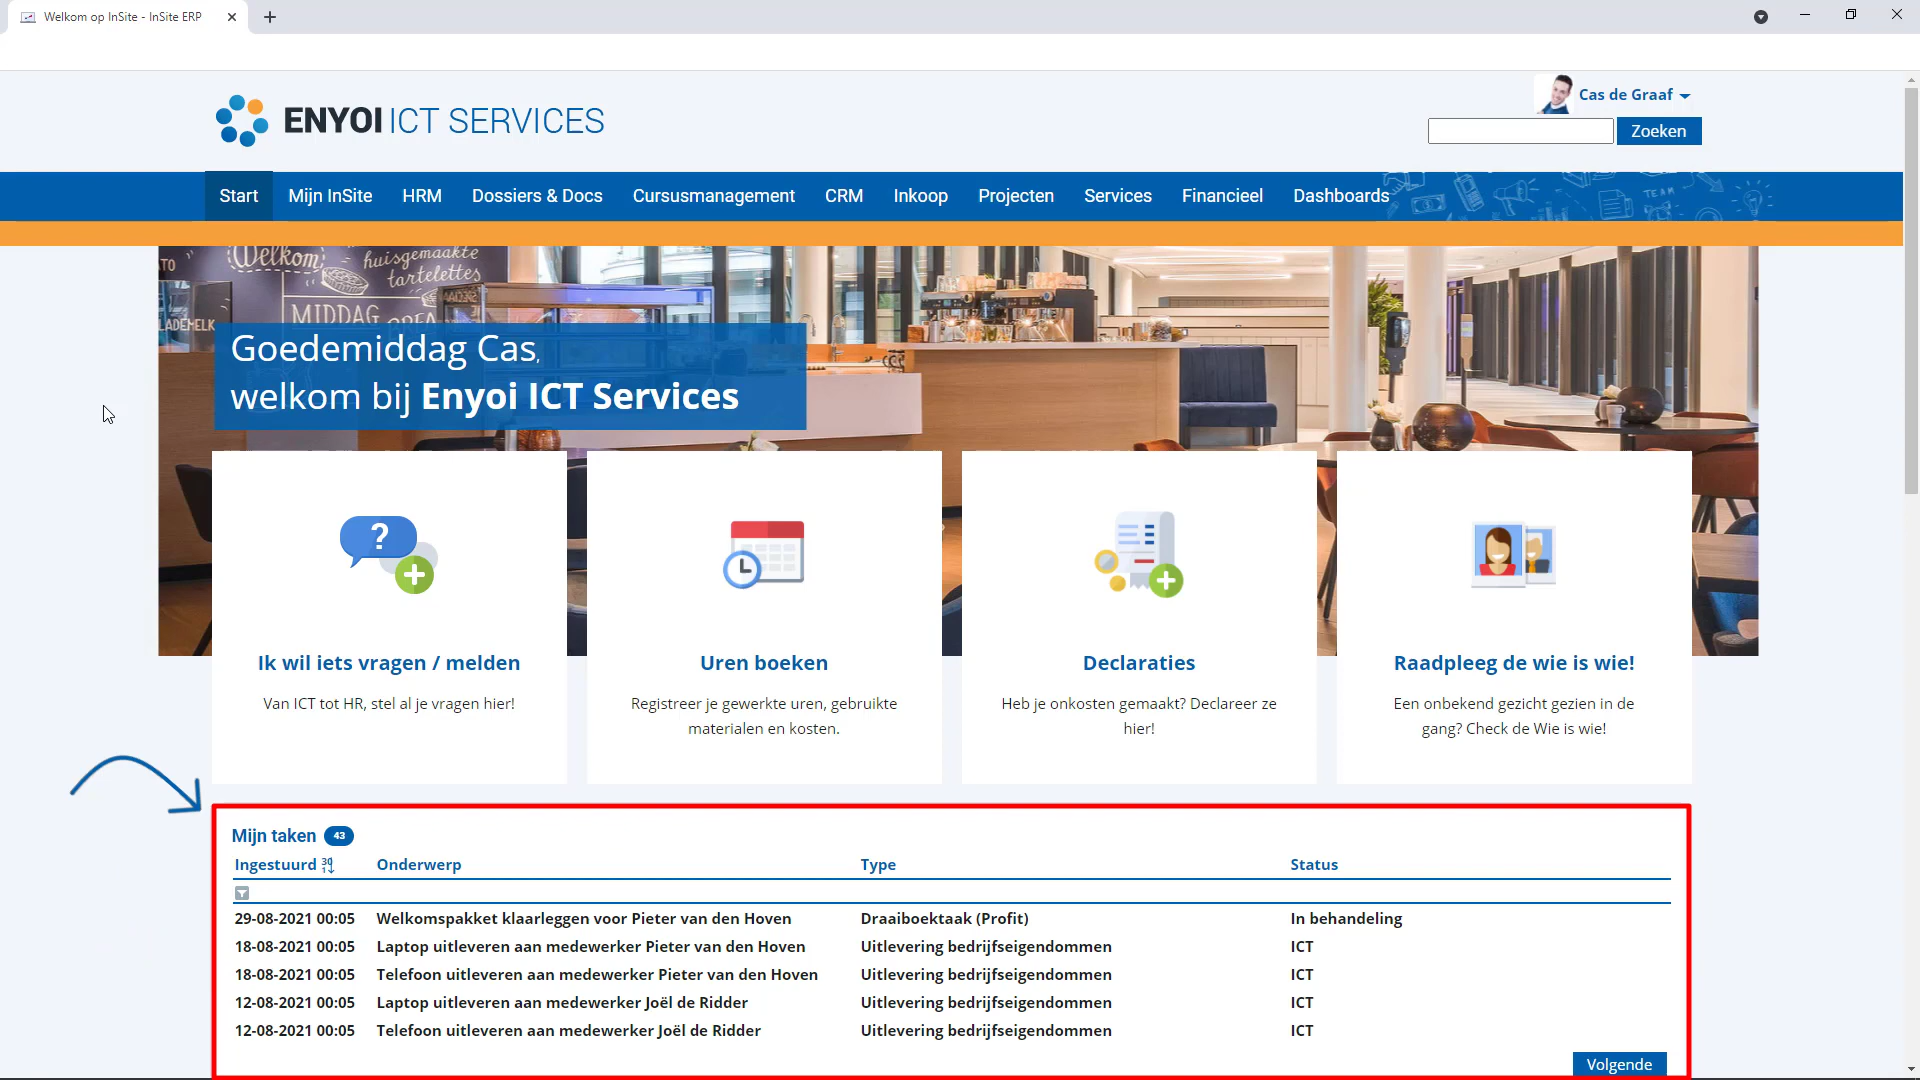 Welkom op InSite - InSite ERP
ENYOI ICT SERVICES
Cas de Graaf
Zoeken
Start Mijn InSite HRM Dossiers & Docs Cursusmanagement CRM Inkoop Projecten Services Financieel Dashboards
TEAM
Welkom;
huisgemaakte
tartelettes
MIDDAG
Goedemiddag Cas,
welkom bij Enyoi ICT Services
?
Ik wil iets vragen / melden
Van ICT tot HR, stel al je vragen hier!
Uren boeken
Registreer je gewerkte uren, gebruikte
materialen en kosten.
Declaraties
Heb je onkosten gemaakt? Declareer ze
hier!
Raadpleeg de wie is wie!
Een onbekend gezicht gezien in de
gang? Check de Wie is wie!
Mijn taken 43
Ingestuurd Onderwerp Type Status
29-08-2021 00:05 Welkomspakket klaarleggen voor Pieter van den Hoven Draaiboektaak (Profit) In behandeling
18-08-2021 00:05 Laptop uitleveren aan medewerker Pieter van den Hoven Uitlevering bedrijfseigendommen ICT
18-08-2021 00:05 Telefoon uitleveren aan medewerker Pieter van den Hoven Uitlevering bedrijfseigendommen ICT
12-08-2021 00:05 Laptop uitleveren aan medewerker Joël de Ridder Uitlevering bedrijfseigendommen ICT
12-08-2021 00:05 Telefoon uitleveren aan medewerker Joël de Ridder Uitlevering bedrijfseigendommen ICT
Volgende